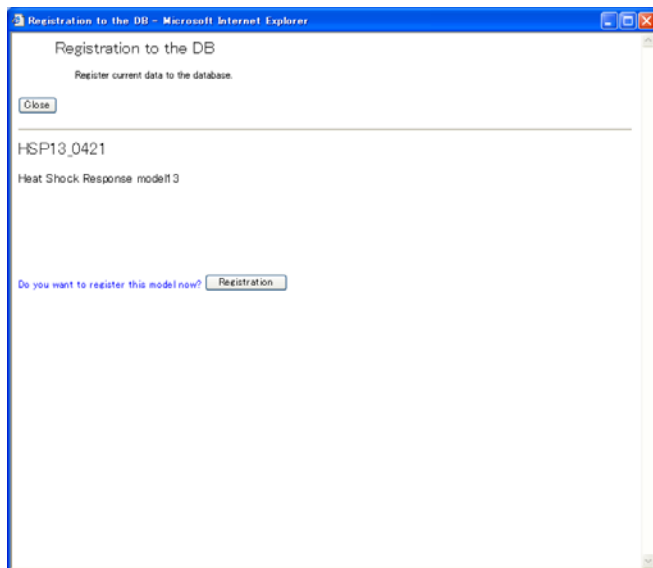 Registration to the DB - Microsoft Internet Explorer
Registration to the DB
Register current data to the database.
Close
HSP13_0421
Heat Shock Response model13
Do you want to register this model now? Registration